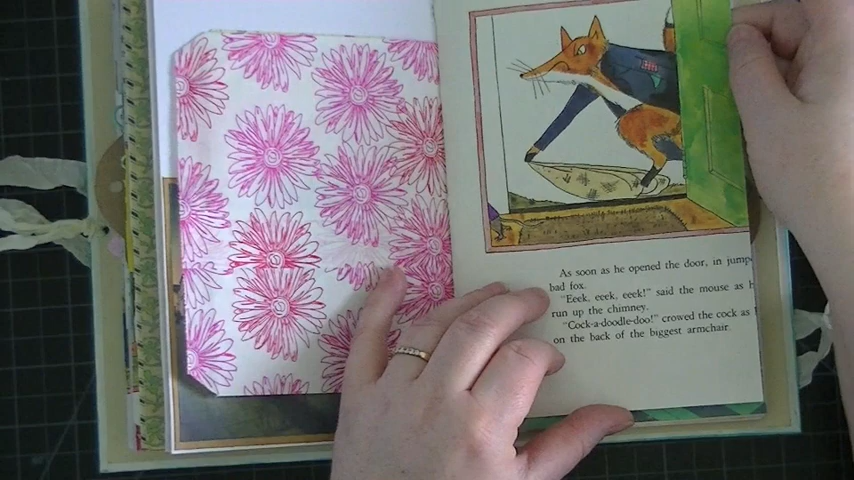 As soon as he opened the door, in jump
bad fox.
"Eeek, eeek, eeek!" said the mouse as h
run up the chimney.
"Cock-a-doodle-doo!" crowed the cock as
on the back of the biggest armchair.